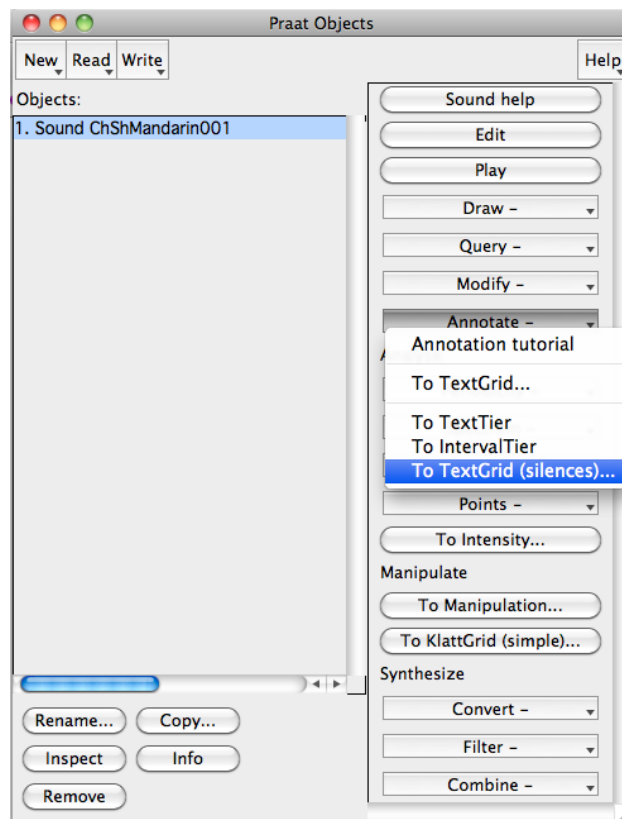 Praat Objects
New Read Write Help
Objects:
1. Sound ChShMandarin001
Sound help
Edit
Play
Draw –
Query –
Modify –
Annotate –
Annotation tutorial
To TextGrid...
To TextTier
To IntervalTier
To TextGrid (silences)...
Points –
To Intensity...
Manipulate
To Manipulation...
To KlattGrid (simple)...
Synthesize
Convert –
Filter –
Combine –
Rename... Copy...
Inspect Info
Remove